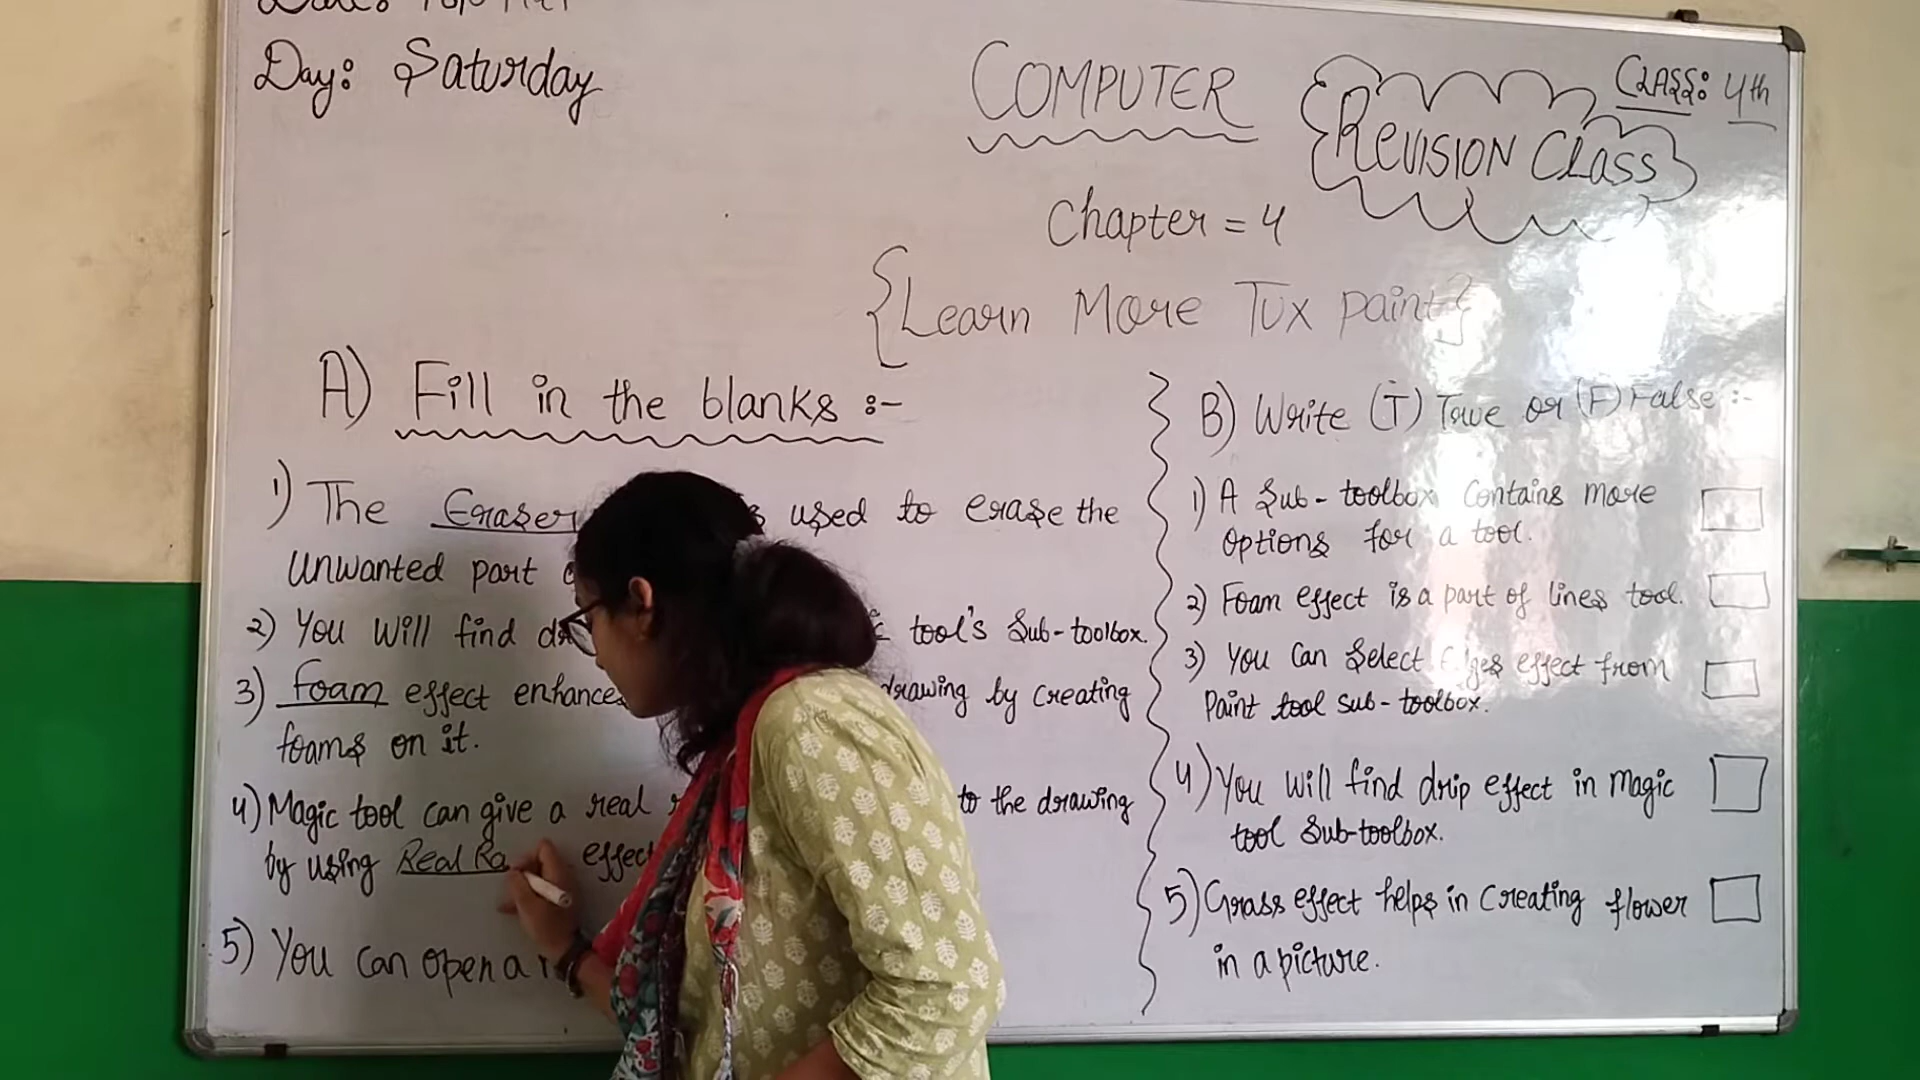 Day: Saturday
COMPUTER
CLASS: 4th
REVISION CLASS
Chapter = 4
{Learn More Tux paint}
A) Fill in the blanks :-
1) The Eraser used to erase the
unwanted part
2) You will find tool's Sub-toolbox.
3) foam effect enhances drawing by creating
foams on it.
4) Magic tool can give a real to the drawing
by using Real Ra effect
5) You can open a
B) Write (T) True or (F) False :-
1) A Sub-toolbox Contains more
options for a tool.
2) Foam effect is a part of lines tool.
3) You Can Select Edges effect from
Paint tool sub-toolbox.
4) You will find drip effect in Magic
tool Sub-toolbox.
5) Grass effect helps in Creating flower
in a picture.